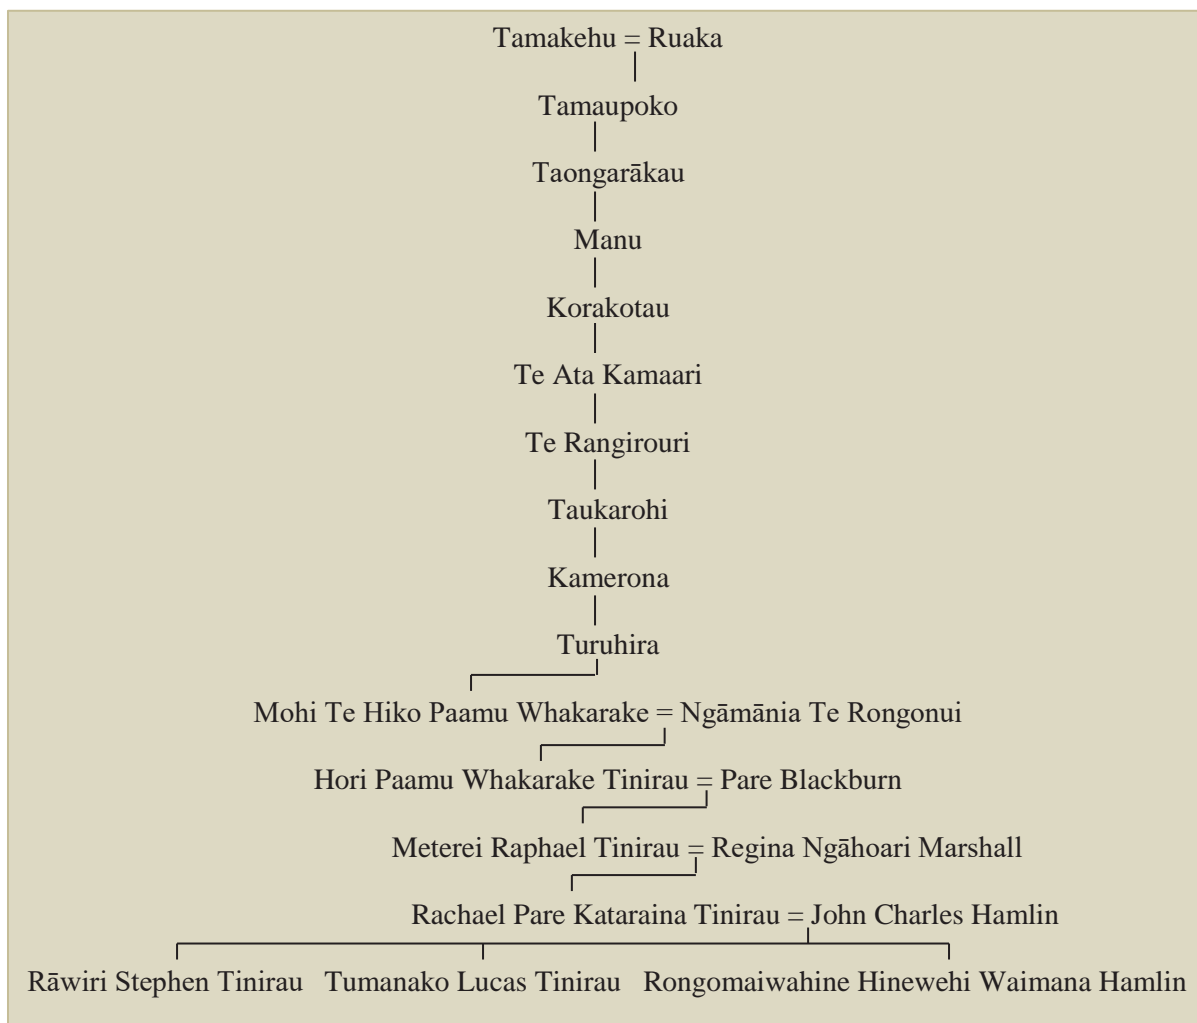 Tamakehu = Ruaka
Tamaupoko
Taongarākau
Manu
Korakotau
Te Ata Kamaari
Te Rangirouri
Taukarohi
Kamerona
Turuhira
Mohi Te Hiko Paamu Whakarake = Ngāmānia Te Rongonui
Hori Paamu Whakarake Tinirau = Pare Blackburn
Meterei Raphael Tinirau = Regina Ngāhoari Marshall
Rachael Pare Kataraina Tinirau = John Charles Hamlin
Rāwiri Stephen Tinirau Tumanako Lucas Tinirau Rongomaiwahine Hinewehi Waimana Hamlin